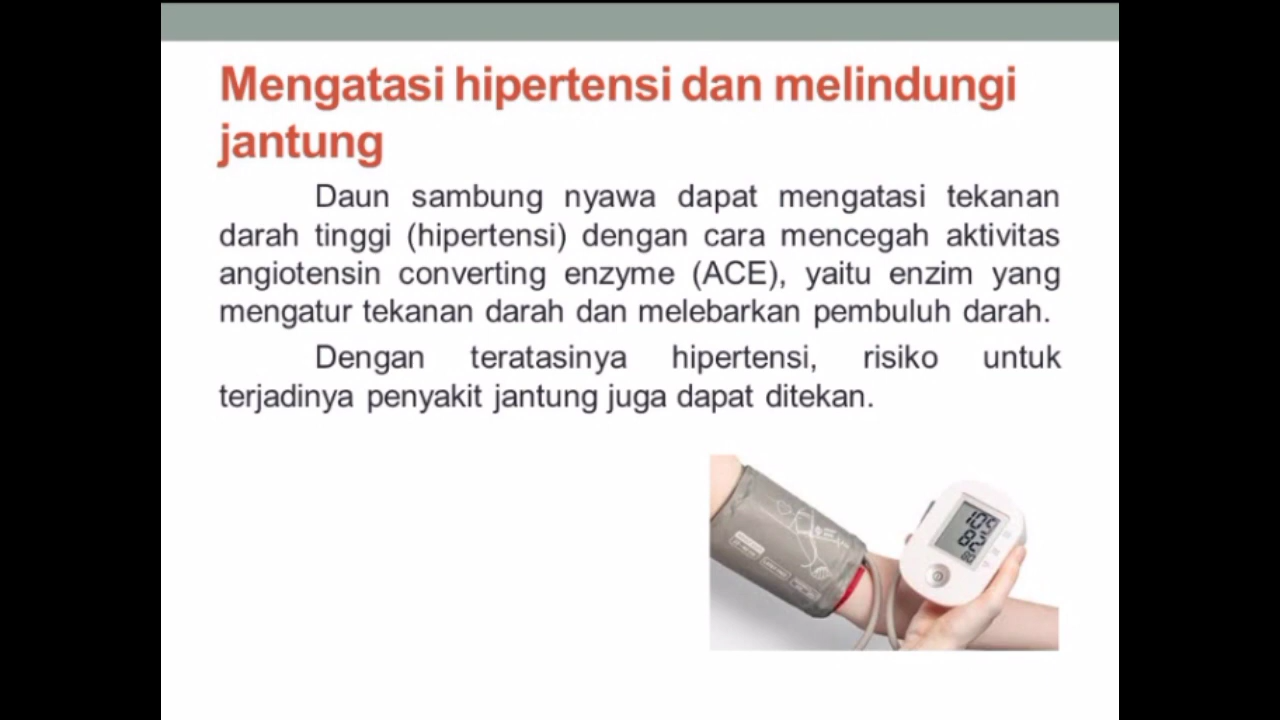 Mengatasi hipertensi dan melindungi
jantung
Daun sambung nyawa dapat mengatasi tekanan
darah tinggi (hipertensi) dengan cara mencegah aktivitas
angiotensin converting enzyme (ACE), yaitu enzim yang
mengatur tekanan darah dan melebarkan pembuluh darah.
Dengan teratasinya hipertensi, risiko untuk
terjadinya penyakit jantung juga dapat ditekan.
105
82